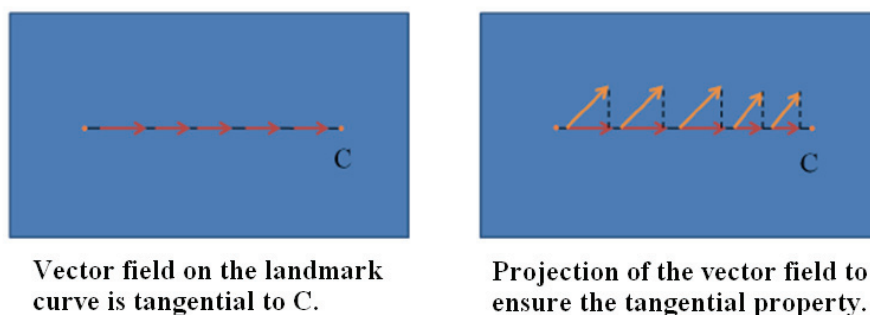 C
C
Vector field on the landmark
curve is tangential to C.
Projection of the vector field to
ensure the tangential property.